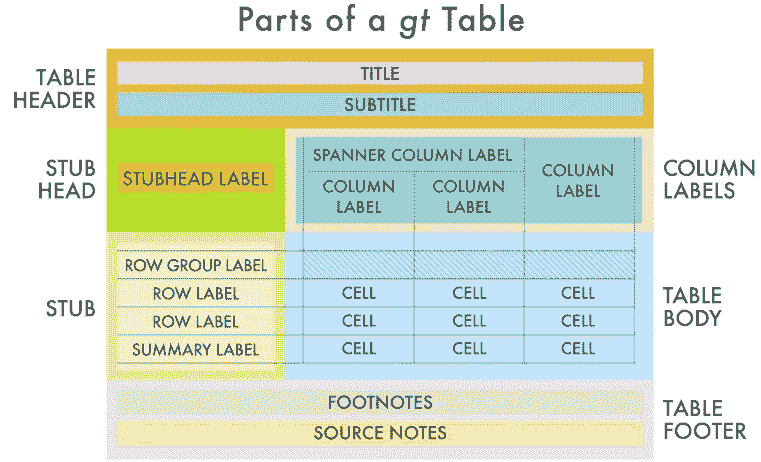 Parts of a gt Table
TABLE
HEADER
TITLE
SUBTITLE
STUB
HEAD
STUBHEAD LABEL
SPANNER COLUMN LABEL
COLUMN
LABEL
COLUMN
LABEL
COLUMN
LABEL
COLUMN
LABELS
STUB
ROW GROUP LABEL
ROW LABEL CELL CELL CELL
ROW LABEL CELL CELL CELL
SUMMARY LABEL CELL CELL CELL
TABLE
BODY
FOOTNOTES
SOURCE NOTES
TABLE
FOOTER